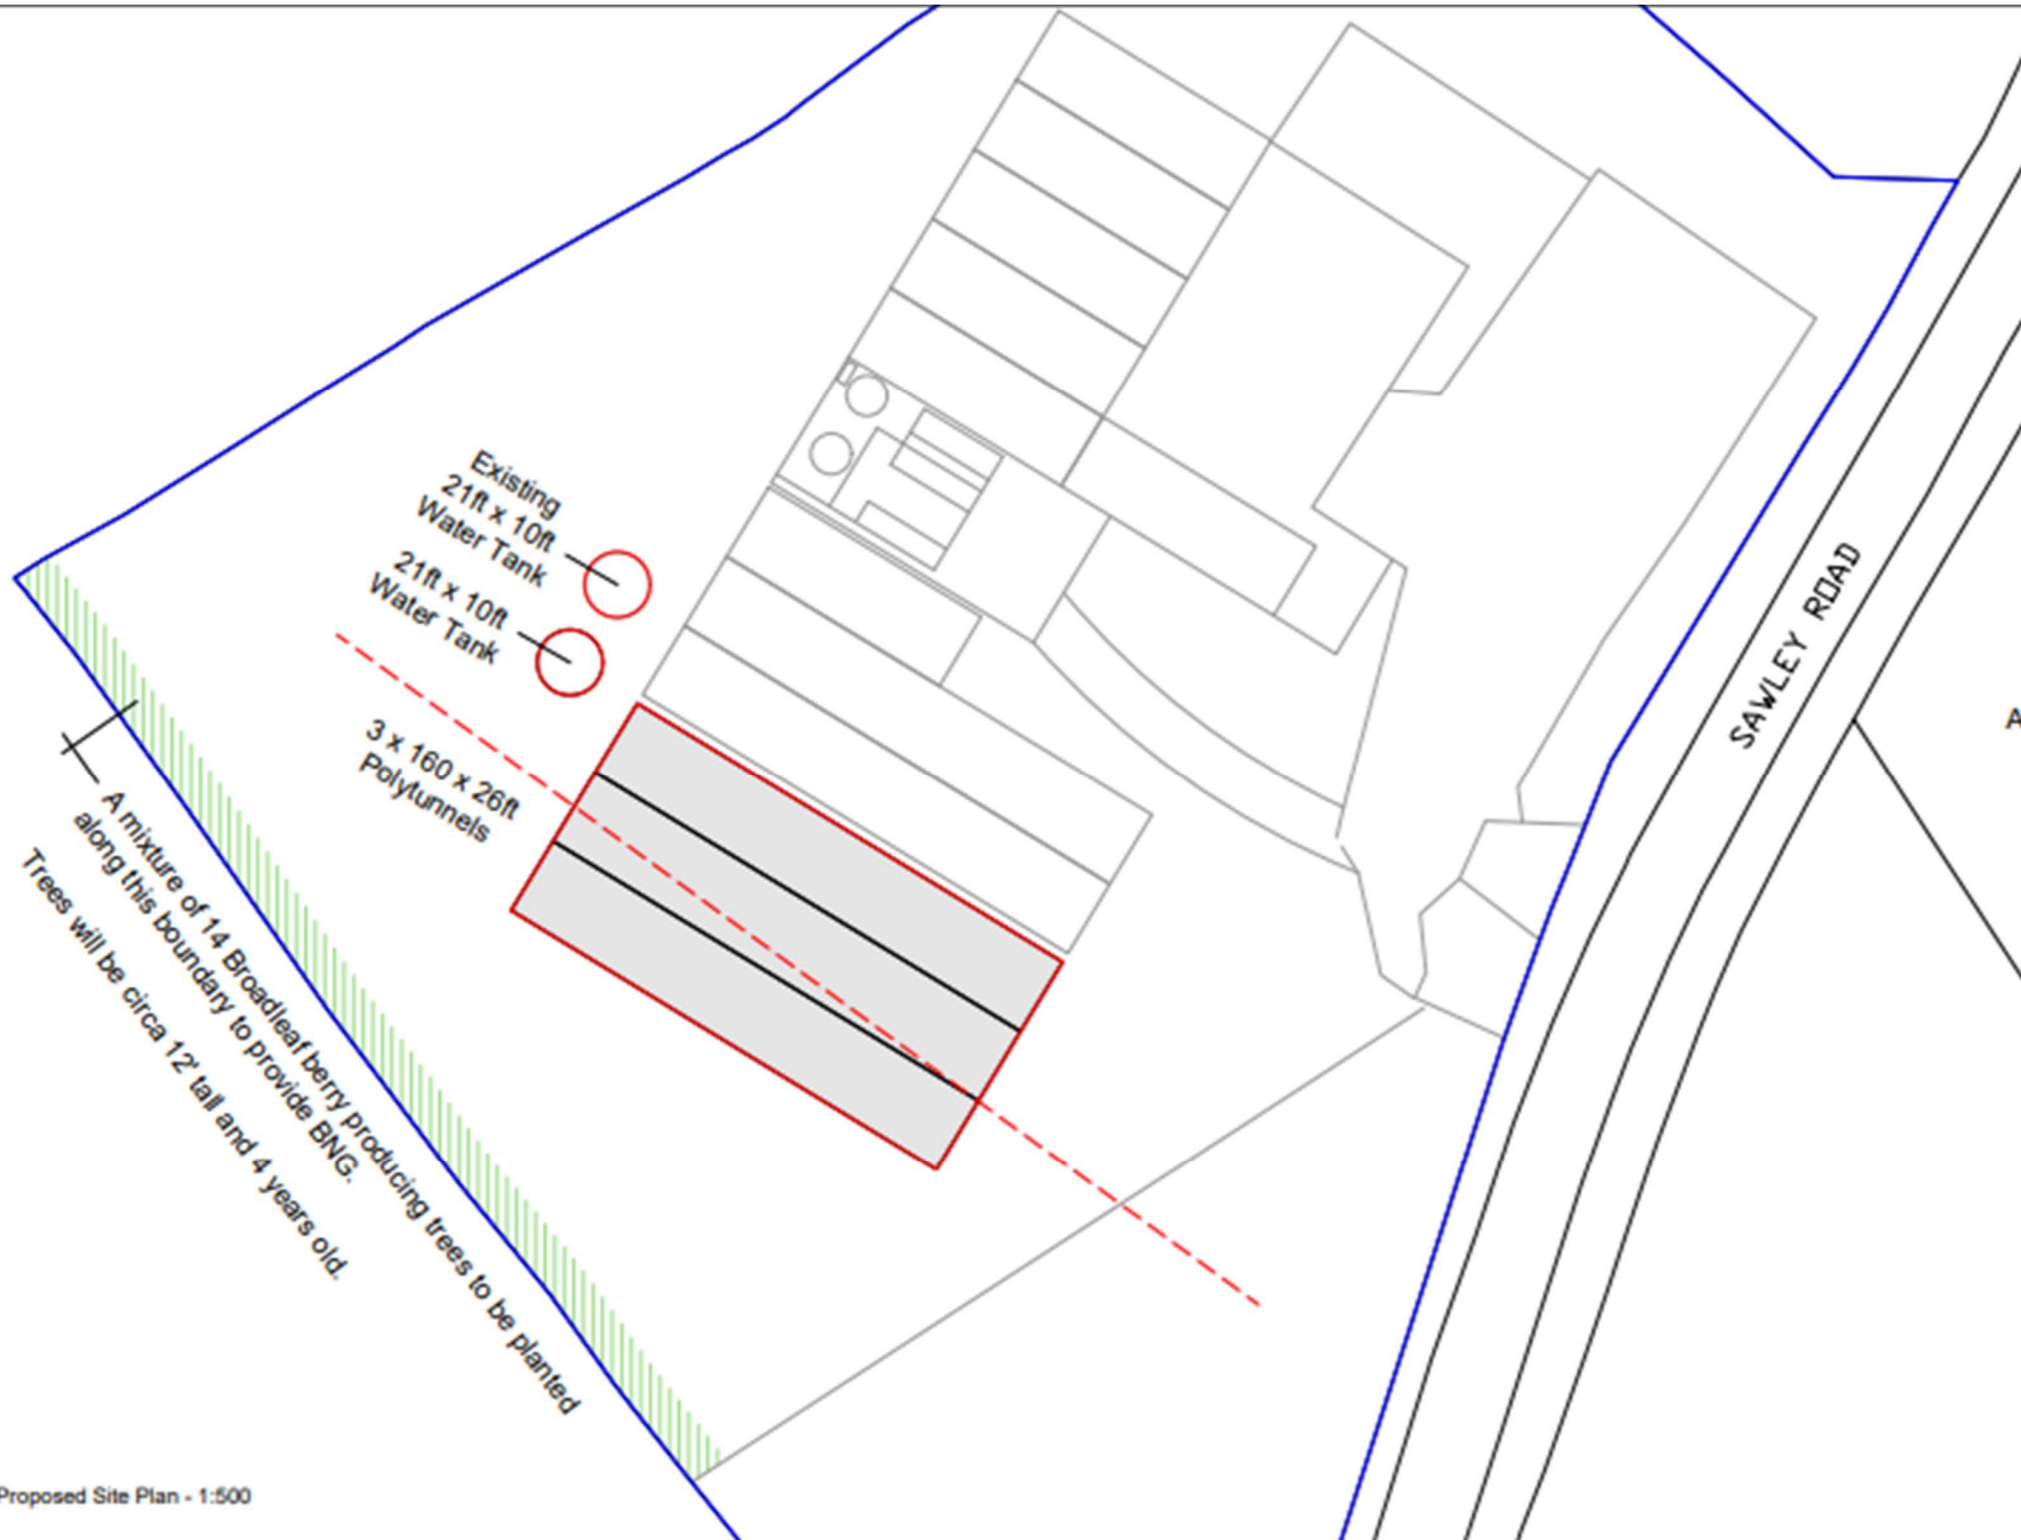 Existing
21ft x 10ft
Water Tank
21ft x 10ft
Water Tank
3 x 160 x 26ft
Polytunnels
A mixture of 14 Broadleaf berry producing trees to be planted
along this boundary to provide BNG.
Trees will be circa 12' tall and 4 years old.
SAWLEY ROAD
A
Proposed Site Plan - 1:500